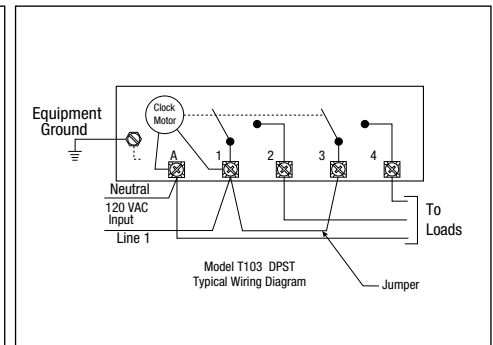 Equipment
Ground
Clock
Motor
A
1
2
3
4
Neutral
120 VAC
Input
Line 1
To
Loads
Model T103 DPST
Typical Wiring Diagram
Jumper